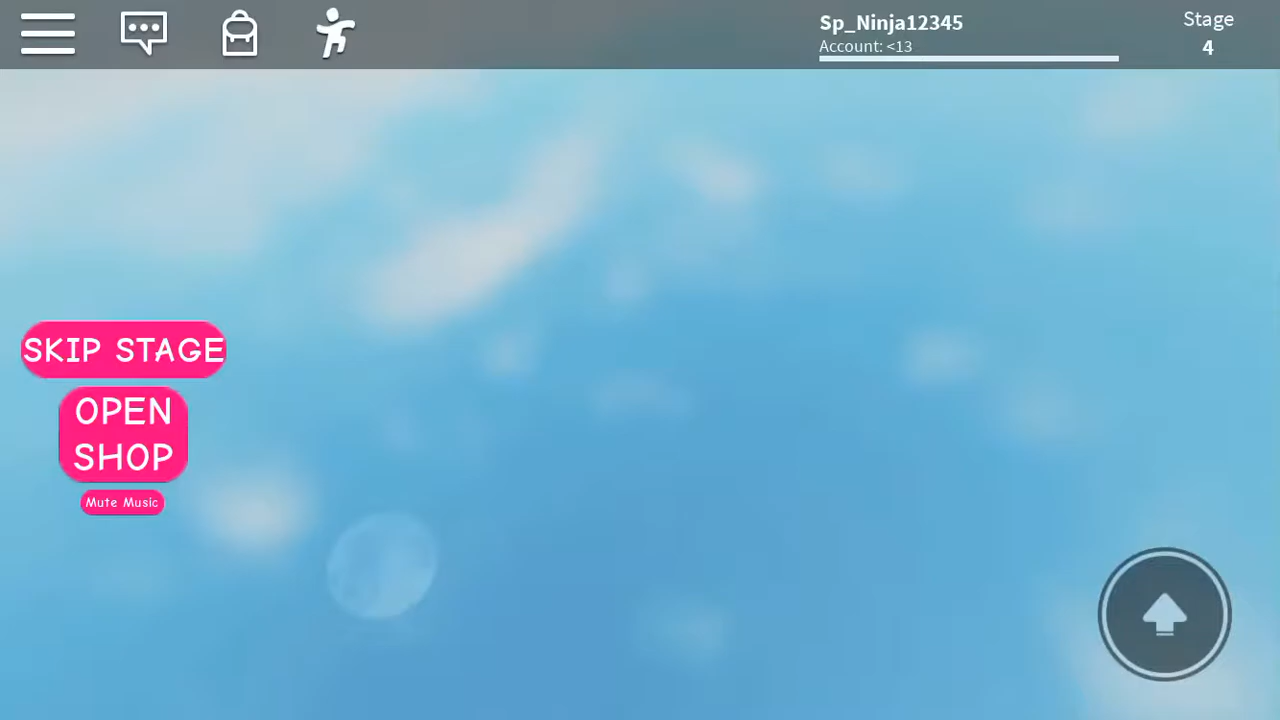 Sp_Ninja12345
Account: <13
Stage
4
SKIP STAGE
OPEN
SHOP
Mute Music